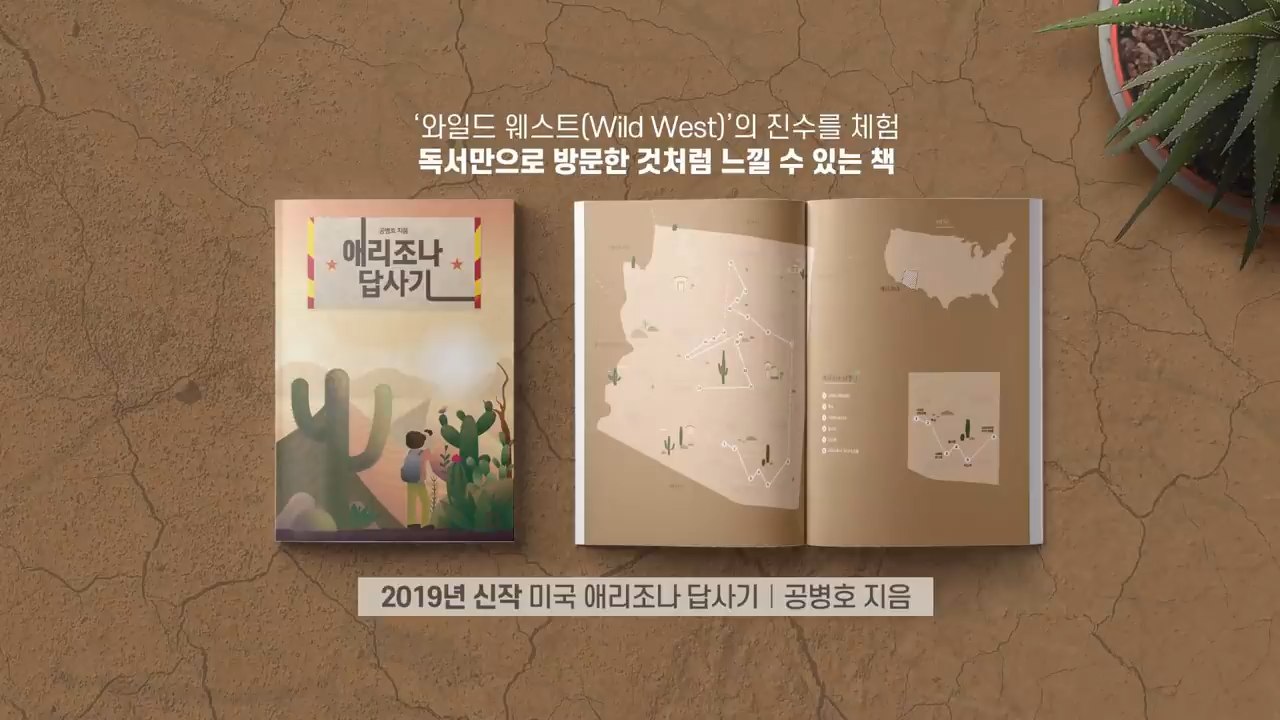 ‘와일드 웨스트(Wild West)’의 진수를 체험
독서만으로 방문한 것처럼 느낄 수 있는 책
공병호 지음
애리조나
답사기
2019년 신작 미국 애리조나 답사기 | 공병호 지음